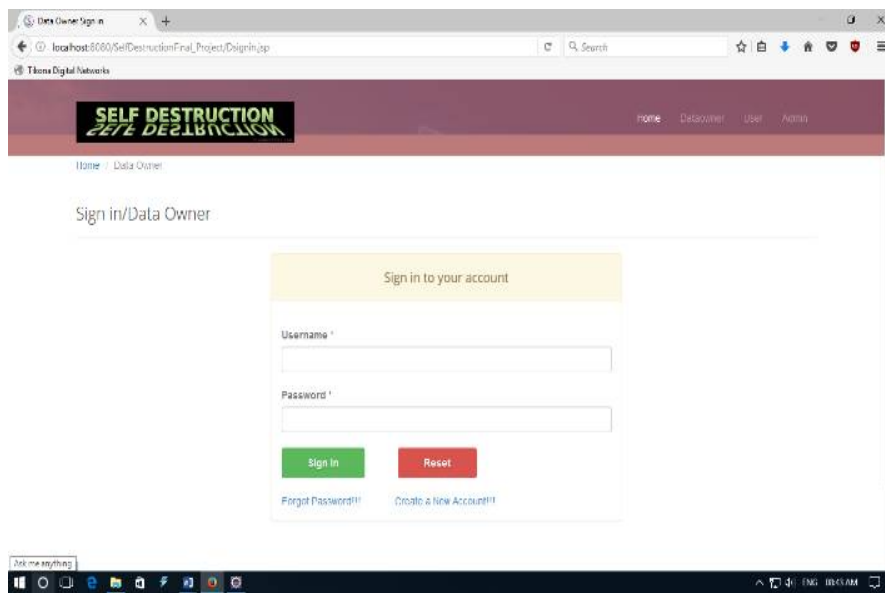 Data Owner Sign in
localhost:8080/SelfDestructionFinal_Project/Dsignin.jsp
Search
Tikona Digital Networks
SELF DESTRUCTION
Home Dataowner User Admin
Home / Data Owner
Sign in/Data Owner
Sign in to your account
Username *
Password *
Sign In Reset
Forgot Password!!! Create a New Account!!!
Ask me anything
ENG AM